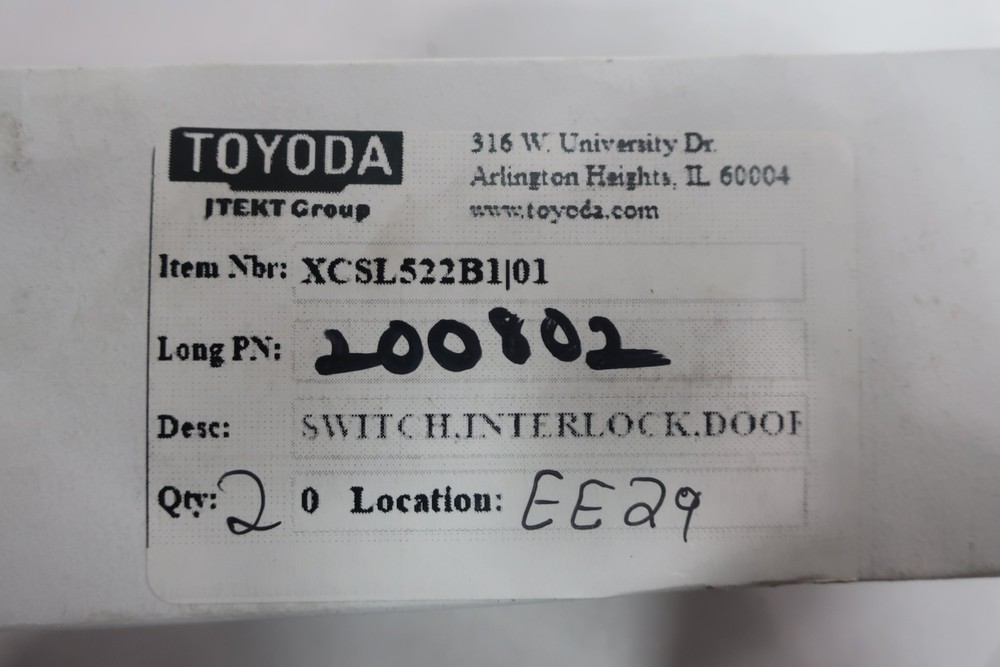 TOYODA
JTEKT Group
316 W. University Dr.
Arlington Heights, IL 60004
www.toyoda.com
Item Nbr: XCSL522B1|01
Long PN: 200802
Desc: SWITCH,INTERLOCK,DOOR
Qty: 2 0 Location: EE29